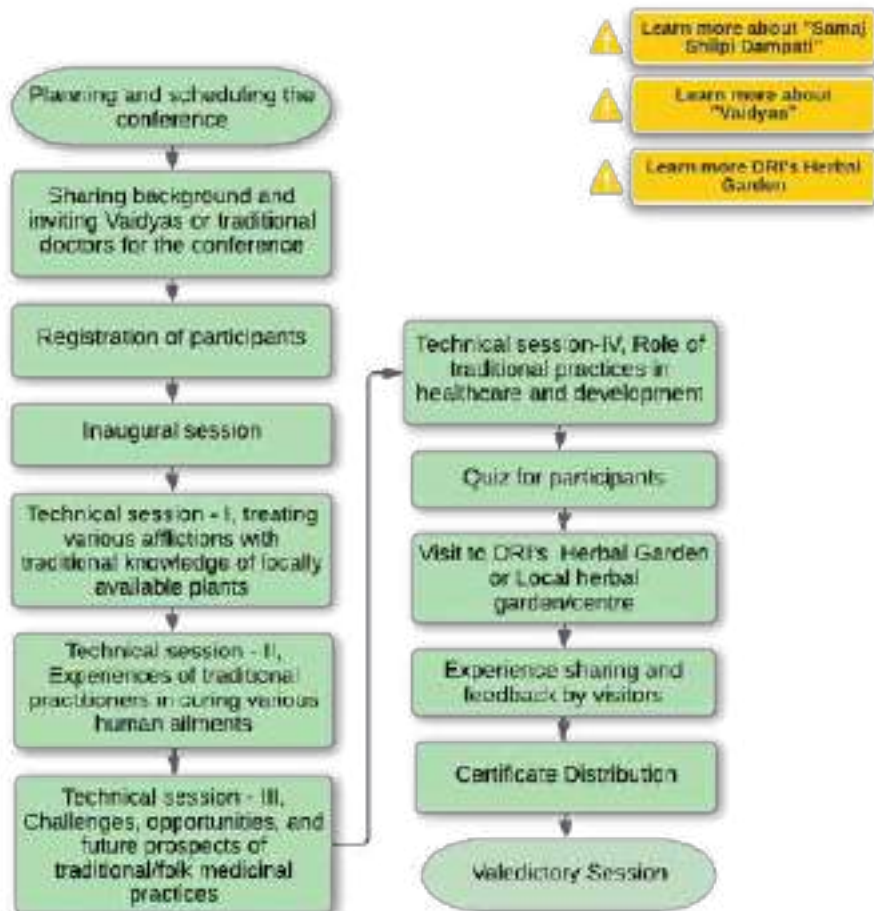 Learn more about "Samaj
Shilpi Dampati"
Learn more about
"Vaidyas"
Learn more DRI's Herbal
Garden
Planning and scheduling the
conference
Sharing background and
inviting Vaidyas or traditional
doctors for the conference
Registration of participants
Inaugural session
Technical session - I, treating
various afflictions with
traditional knowledge of locally
available plants
Technical session - II,
Experiences of traditional
practitioners in curing various
human ailments
Technical session - III,
Challenges, opportunities, and
future prospects of
traditional/folk medicinal
practices
Technical session-IV, Role of
traditional practices in
healthcare and development
Quiz for participants
Visit to DRI's Herbal Garden
or Local herbal
garden/centre
Experience sharing and
feedback by visitors
Certificate Distribution
Valedictory Session